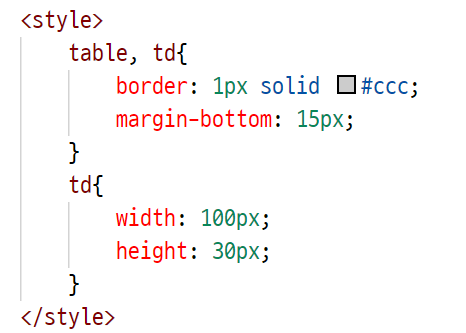 <style>
table, td{
border: 1px solid #ccc;
margin-bottom: 15px;
}
td{
width: 100px;
height: 30px;
}
</style>